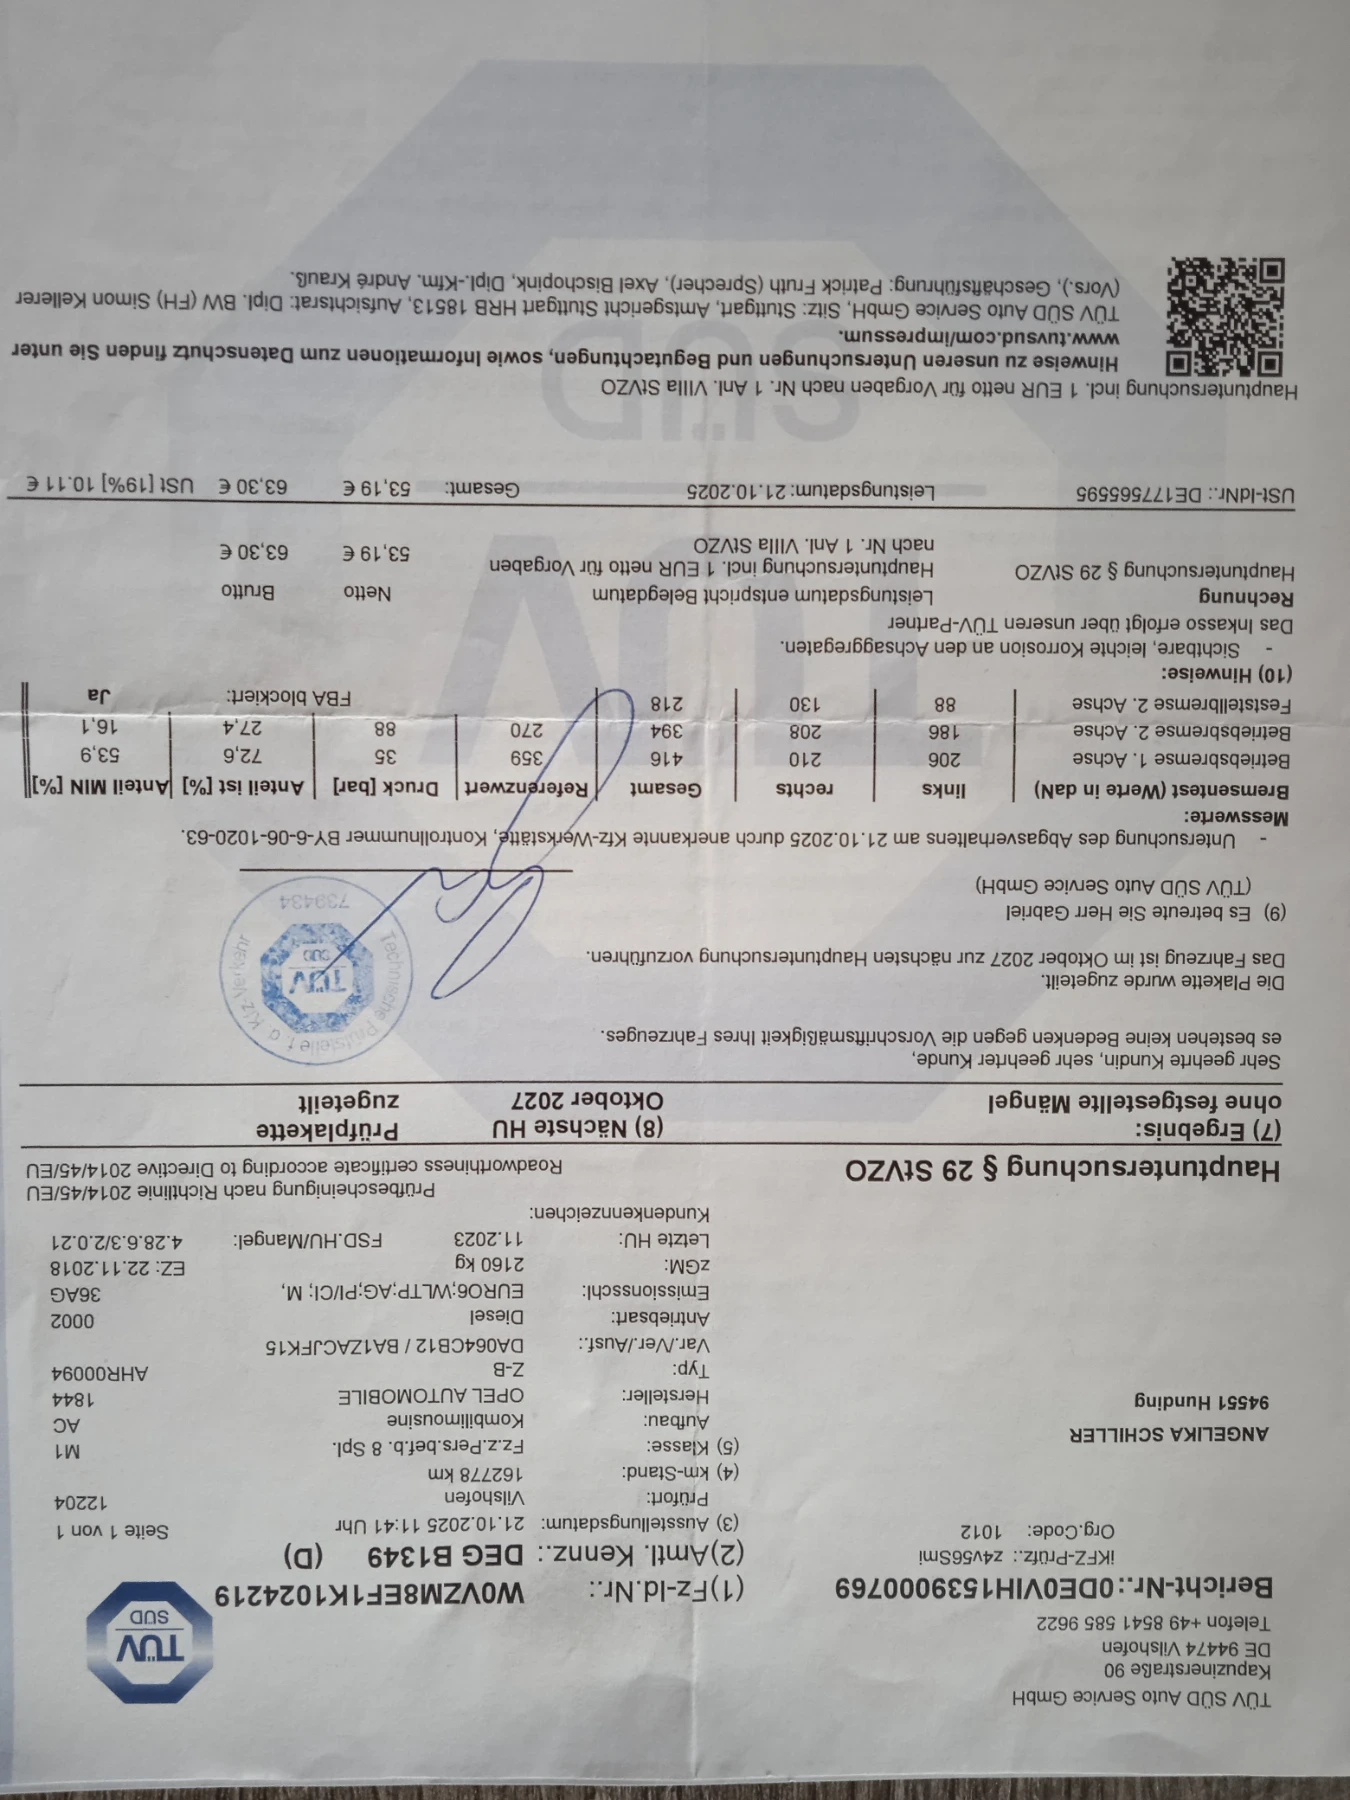 TÜV SÜD Auto Service GmbH
Kapuzinerstraße 90
DE 94474 Vilshofen
Telefon +49 8541 585 9622
TÜV
SÜD
Bericht-Nr.: 0DE0VIH1539000769
iKFZ-Prüfz.: z4v56Smi
Org.Code: 1012
(1)Fz-Id.Nr.: W0VZM8EF1K1024219
(2)Amtl. Kennz.: DEG B1349 (D)
(3) Ausstellungsdatum: 21.10.2025 11:41 Uhr Seite 1 von 1
Prüfort: Vilshofen 12204
(4) km-Stand: 162778 km
(5) Klasse: Fz.z.Pers.bef.b. 8 Spl. M1
Aufbau: Kombilimousine AC
Hersteller: OPEL AUTOMOBILE 1844
Typ: Z-B AHR00094
Var./Ver./Ausf.: DA064CB12 / BA1ZACJFK15
Antriebsart: Diesel 0002
Emissionsschl: EURO6;WLTP;AG;PI/CI; M, 36AG
zGM: 2160 kg EZ: 22.11.2018
Letzte HU: 11.2023 FSD.HU/Mangel: 4.28.6.3/2.0.21
Kundenkennzeichen:
ANGELIKA SCHILLER
94551 Hunding
Hauptuntersuchung § 29 StVZO
Prüfbescheinigung nach Richtlinie 2014/45/EU
Roadworthiness certificate according to Directive 2014/45/EU
(7) Ergebnis: (8) Nächste HU Prüfplakette
ohne festgestellte Mängel Oktober 2027 zugeteilt
Sehr geehrte Kundin, sehr geehrter Kunde,
es bestehen keine Bedenken gegen die Vorschriftsmäßigkeit Ihres Fahrzeuges.
Die Plakette wurde zugeteilt.
Das Fahrzeug ist im Oktober 2027 zur nächsten Hauptuntersuchung vorzuführen.
Technische Prüfstelle f. d. Kfz-Verkehr
TÜV
SÜD
739434
(9) Es betreute Sie Herr Gabriel
(TÜV SÜD Auto Service GmbH)
- Untersuchung des Abgasverhaltens am 21.10.2025 durch anerkannte Kfz-Werkstätte, Kontrollnummer BY-6-06-1020-63.
Messwerte:
Bremsentest (Werte in daN) links rechts Gesamt Referenzwert Druck [bar] Anteil ist [%] Anteil MIN [%]
Betriebsbremse 1. Achse 206 210 416 359 35 72,6 53,9
Betriebsbremse 2. Achse 186 208 394 270 88 27,4 16,1
Feststellbremse 2. Achse 88 130 218 FBA blockiert: Ja
(10) Hinweise:
- Sichtbare, leichte Korrosion an den Achsaggregaten.
Das Inkasso erfolgt über unseren TÜV-Partner
Rechnung Leistungsdatum entspricht Belegdatum Netto Brutto
Hauptuntersuchung § 29 StVZO Hauptuntersuchung incl. 1 EUR netto für Vorgaben
nach Nr. 1 Anl. VIIIa StVZO 53,19 € 63,30 €
USt-IdNr.: DE177565595 Leistungsdatum: 21.10.2025 Gesamt: 53,19 € 63,30 € USt [19%] 10.11 €
Hauptuntersuchung incl. 1 EUR netto für Vorgaben nach Nr. 1 Anl. VIIIa StVZO
Hinweise zu unseren Untersuchungen und Begutachtungen, sowie Informationen zum Datenschutz finden Sie unter
www.tuvsud.com/impressum.
TÜV SÜD Auto Service GmbH, Sitz: Stuttgart, Amtsgericht Stuttgart HRB 18513, Aufsichtsrat: Dipl. BW (FH) Simon Kellerer
(Vors.), Geschäftsführung: Patrick Fruth (Sprecher), Axel Bischopink, Dipl.-Kfm. André Krauß.
TÜV
SÜD